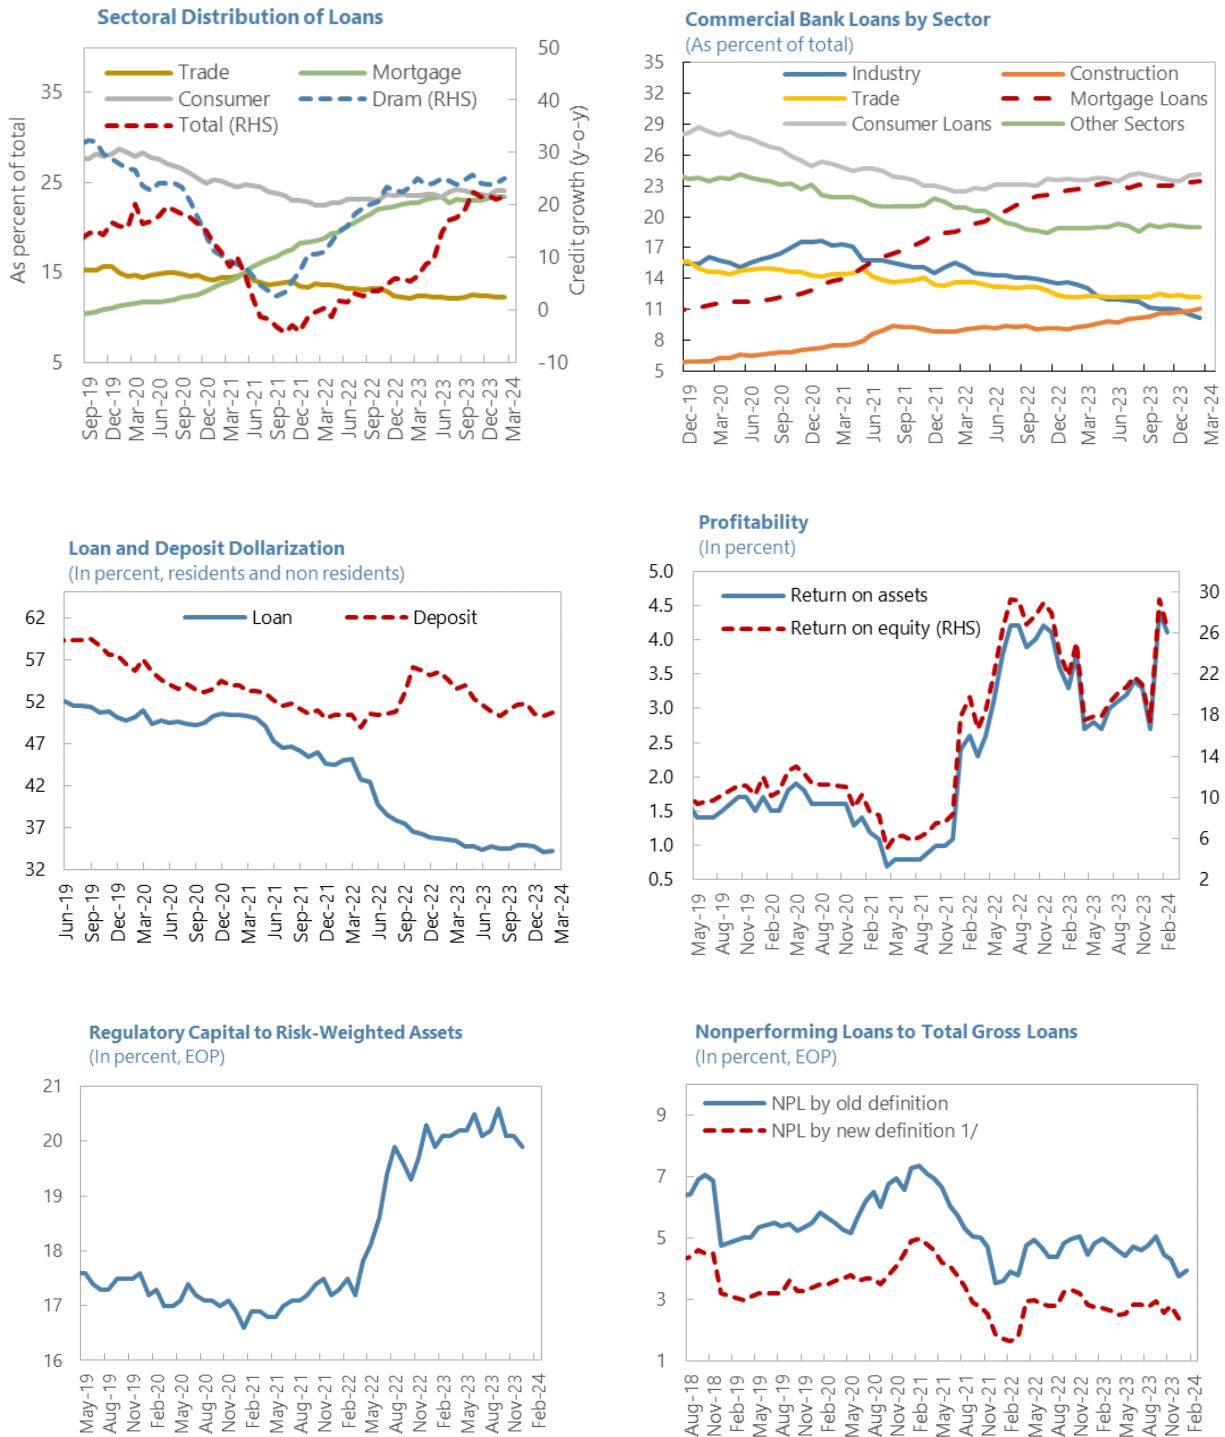 Sectoral Distribution of Loans
50
40
30
20
10
0
-10
35
25
15
5
As percent of total
Credit growth (y-o-y)
Trade
Mortgage
Consumer
Dram (RHS)
Total (RHS)
Sep-19
Dec-19
Mar-20
Jun-20
Sep-20
Dec-20
Mar-21
Jun-21
Sep-21
Dec-21
Mar-22
Jun-22
Sep-22
Dec-22
Mar-23
Jun-23
Sep-23
Dec-23
Mar-24
Commercial Bank Loans by Sector
(As percent of total)
35
32
29
26
23
20
17
14
11
8
5
Industry
Construction
Trade
Mortgage Loans
Consumer Loans
Other Sectors
Dec-19
Mar-20
Jun-20
Sep-20
Dec-20
Mar-21
Jun-21
Sep-21
Dec-21
Mar-22
Jun-22
Sep-22
Dec-22
Mar-23
Jun-23
Sep-23
Dec-23
Mar-24
Loan and Deposit Dollarization
(In percent, residents and non residents)
62
57
52
47
42
37
32
Loan
Deposit
Jun-19
Sep-19
Dec-19
Mar-20
Jun-20
Sep-20
Dec-20
Mar-21
Jun-21
Sep-21
Dec-21
Mar-22
Jun-22
Sep-22
Dec-22
Mar-23
Jun-23
Sep-23
Dec-23
Mar-24
Profitability
(In percent)
5.0
4.5
4.0
3.5
3.0
2.5
2.0
1.5
1.0
0.5
30
26
22
18
14
10
6
2
Return on assets
Return on equity (RHS)
May-19
Aug-19
Nov-19
Feb-20
May-20
Aug-20
Nov-20
Feb-21
May-21
Aug-21
Nov-21
Feb-22
May-22
Aug-22
Nov-22
Feb-23
May-23
Aug-23
Nov-23
Feb-24
Regulatory Capital to Risk-Weighted Assets
(In percent, EOP)
21
20
19
18
17
16
May-19
Aug-19
Nov-19
Feb-20
May-20
Aug-20
Nov-20
Feb-21
May-21
Aug-21
Nov-21
Feb-22
May-22
Aug-22
Nov-22
Feb-23
May-23
Aug-23
Nov-23
Feb-24
Nonperforming Loans to Total Gross Loans
(In percent, EOP)
9
7
5
3
1
NPL by old definition
NPL by new definition 1/
Aug-18
Nov-18
Feb-19
May-19
Aug-19
Nov-19
Feb-20
May-20
Aug-20
Nov-20
Feb-21
May-21
Aug-21
Nov-21
Feb-22
May-22
Aug-22
Nov-22
Feb-23
May-23
Aug-23
Nov-23
Feb-24